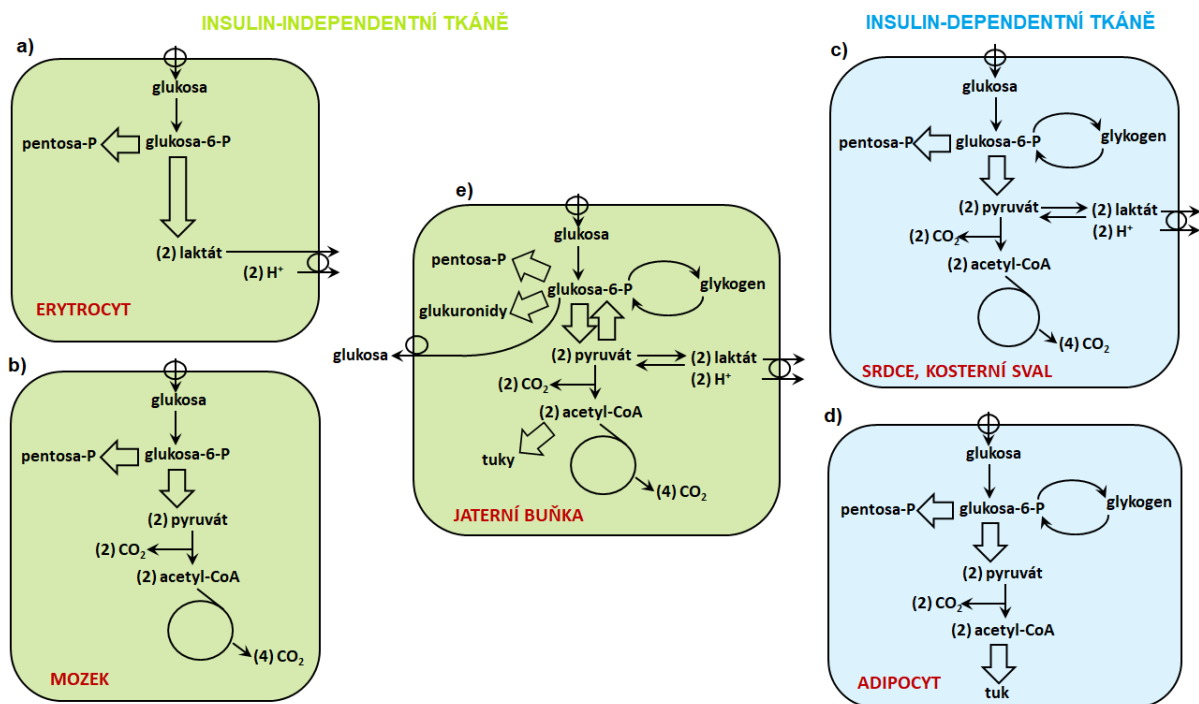 INSULIN-INDEPENDENTNÍ TKÁNĚ
INSULIN-DEPENDENTNÍ TKÁNĚ
a)
glukosa
pentosa-P
glukosa-6-P
(2) laktát
(2) H⁺
ERYTROCYT
b)
glukosa
pentosa-P
glukosa-6-P
(2) pyruvát
(2) CO₂
(2) acetyl-CoA
(4) CO₂
MOZEK
e)
glukosa
pentosa-P
glukosa-6-P
glykogen
glukuronidy
glukosa
(2) pyruvát
(2) laktát
(2) H⁺
(2) CO₂
(2) acetyl-CoA
tuky
(4) CO₂
JATERNÍ BUŇKA
c)
glukosa
pentosa-P
glukosa-6-P
glykogen
(2) pyruvát
(2) laktát
(2) H⁺
(2) CO₂
(2) acetyl-CoA
(4) CO₂
SRDCE, KOSTERNÍ SVAL
d)
glukosa
pentosa-P
glukosa-6-P
glykogen
(2) pyruvát
(2) CO₂
(2) acetyl-CoA
ADIPOCYT
tuk